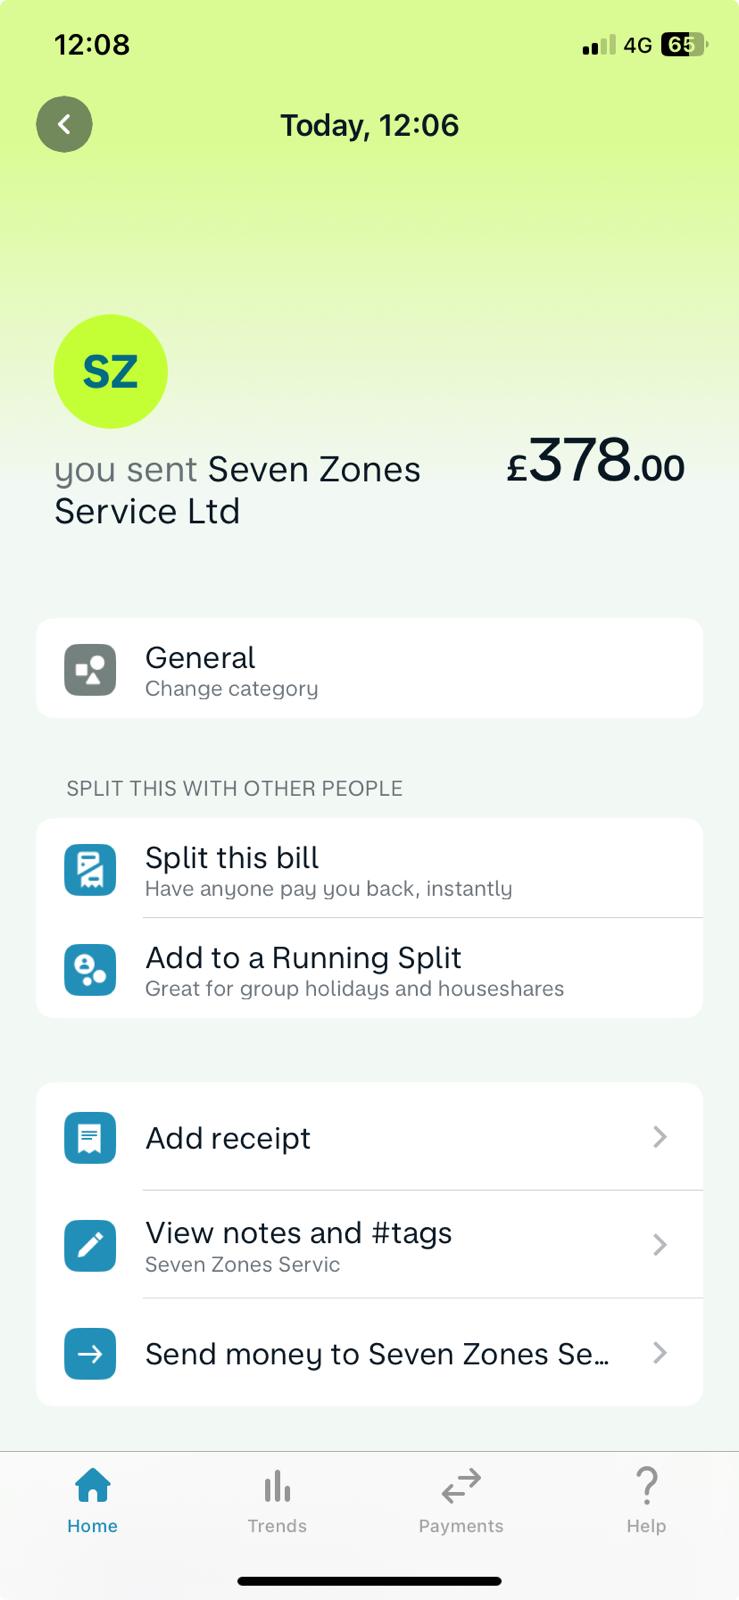 12:08
4G 65
Today, 12:06
SZ
you sent Seven Zones
Service Ltd
£378.00
General
Change category
SPLIT THIS WITH OTHER PEOPLE
Split this bill
Have anyone pay you back, instantly
Add to a Running Split
Great for group holidays and houseshares
Add receipt
View notes and #tags
Seven Zones Servic
Send money to Seven Zones Se...
Home Trends Payments Help